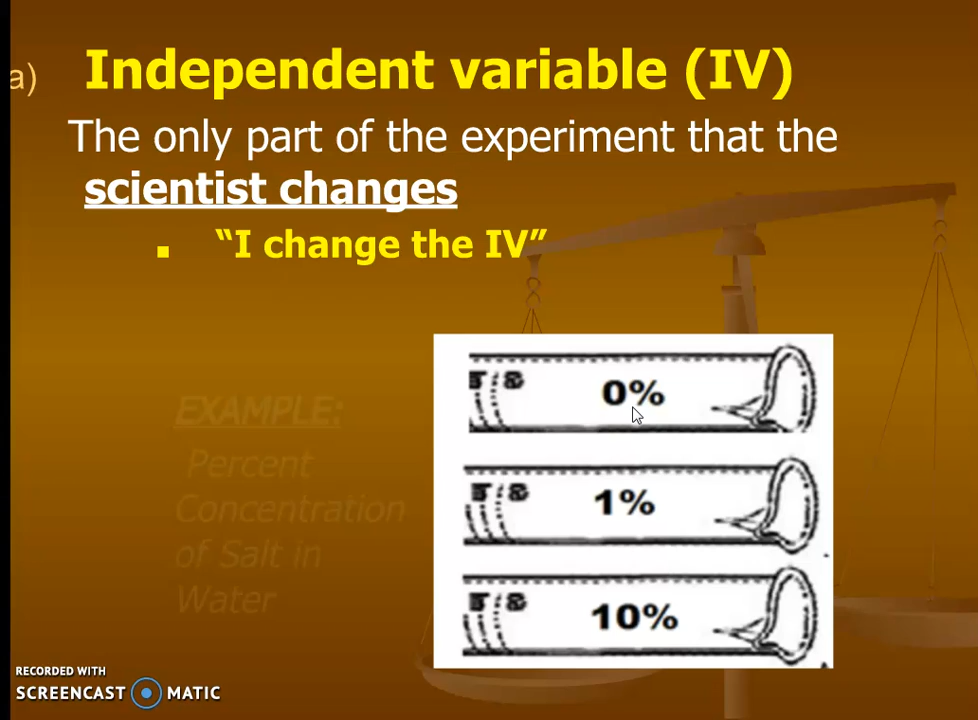 a) Independent variable (IV)
The only part of the experiment that the
scientist changes
▪ “I change the IV”
EXAMPLE:
Percent
Concentration
of Salt in
Water
0%
1%
10%
RECORDED WITH
SCREENCAST MATIC